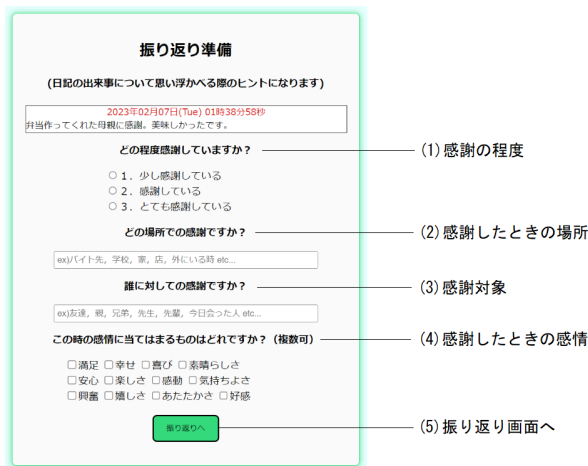 振り返り準備
(日記の出来事について思い浮かべる際のヒントになります)
2023年02月07日(Tue) 01時38分58秒
弁当作ってくれた母親に感謝。美味しかったです。
どの程度感謝していますか？
(1)感謝の程度
1．少し感謝している
2．感謝している
3．とても感謝している
どの場所での感謝ですか？
(2)感謝したときの場所
ex)バイト先，学校，家，店，外にいる時 etc...
誰に対しての感謝ですか？
(3)感謝対象
ex)友達，親，兄弟，先生，先輩，今日会った人 etc...
この時の感情に当てはまるものはどれですか？（複数可）
(4)感謝したときの感情
満足 幸せ 喜び 素晴らしさ
安心 楽しさ 感動 気持ちよさ
興奮 嬉しさ あたたかさ 好感
振り返りへ
(5)振り返り画面へ